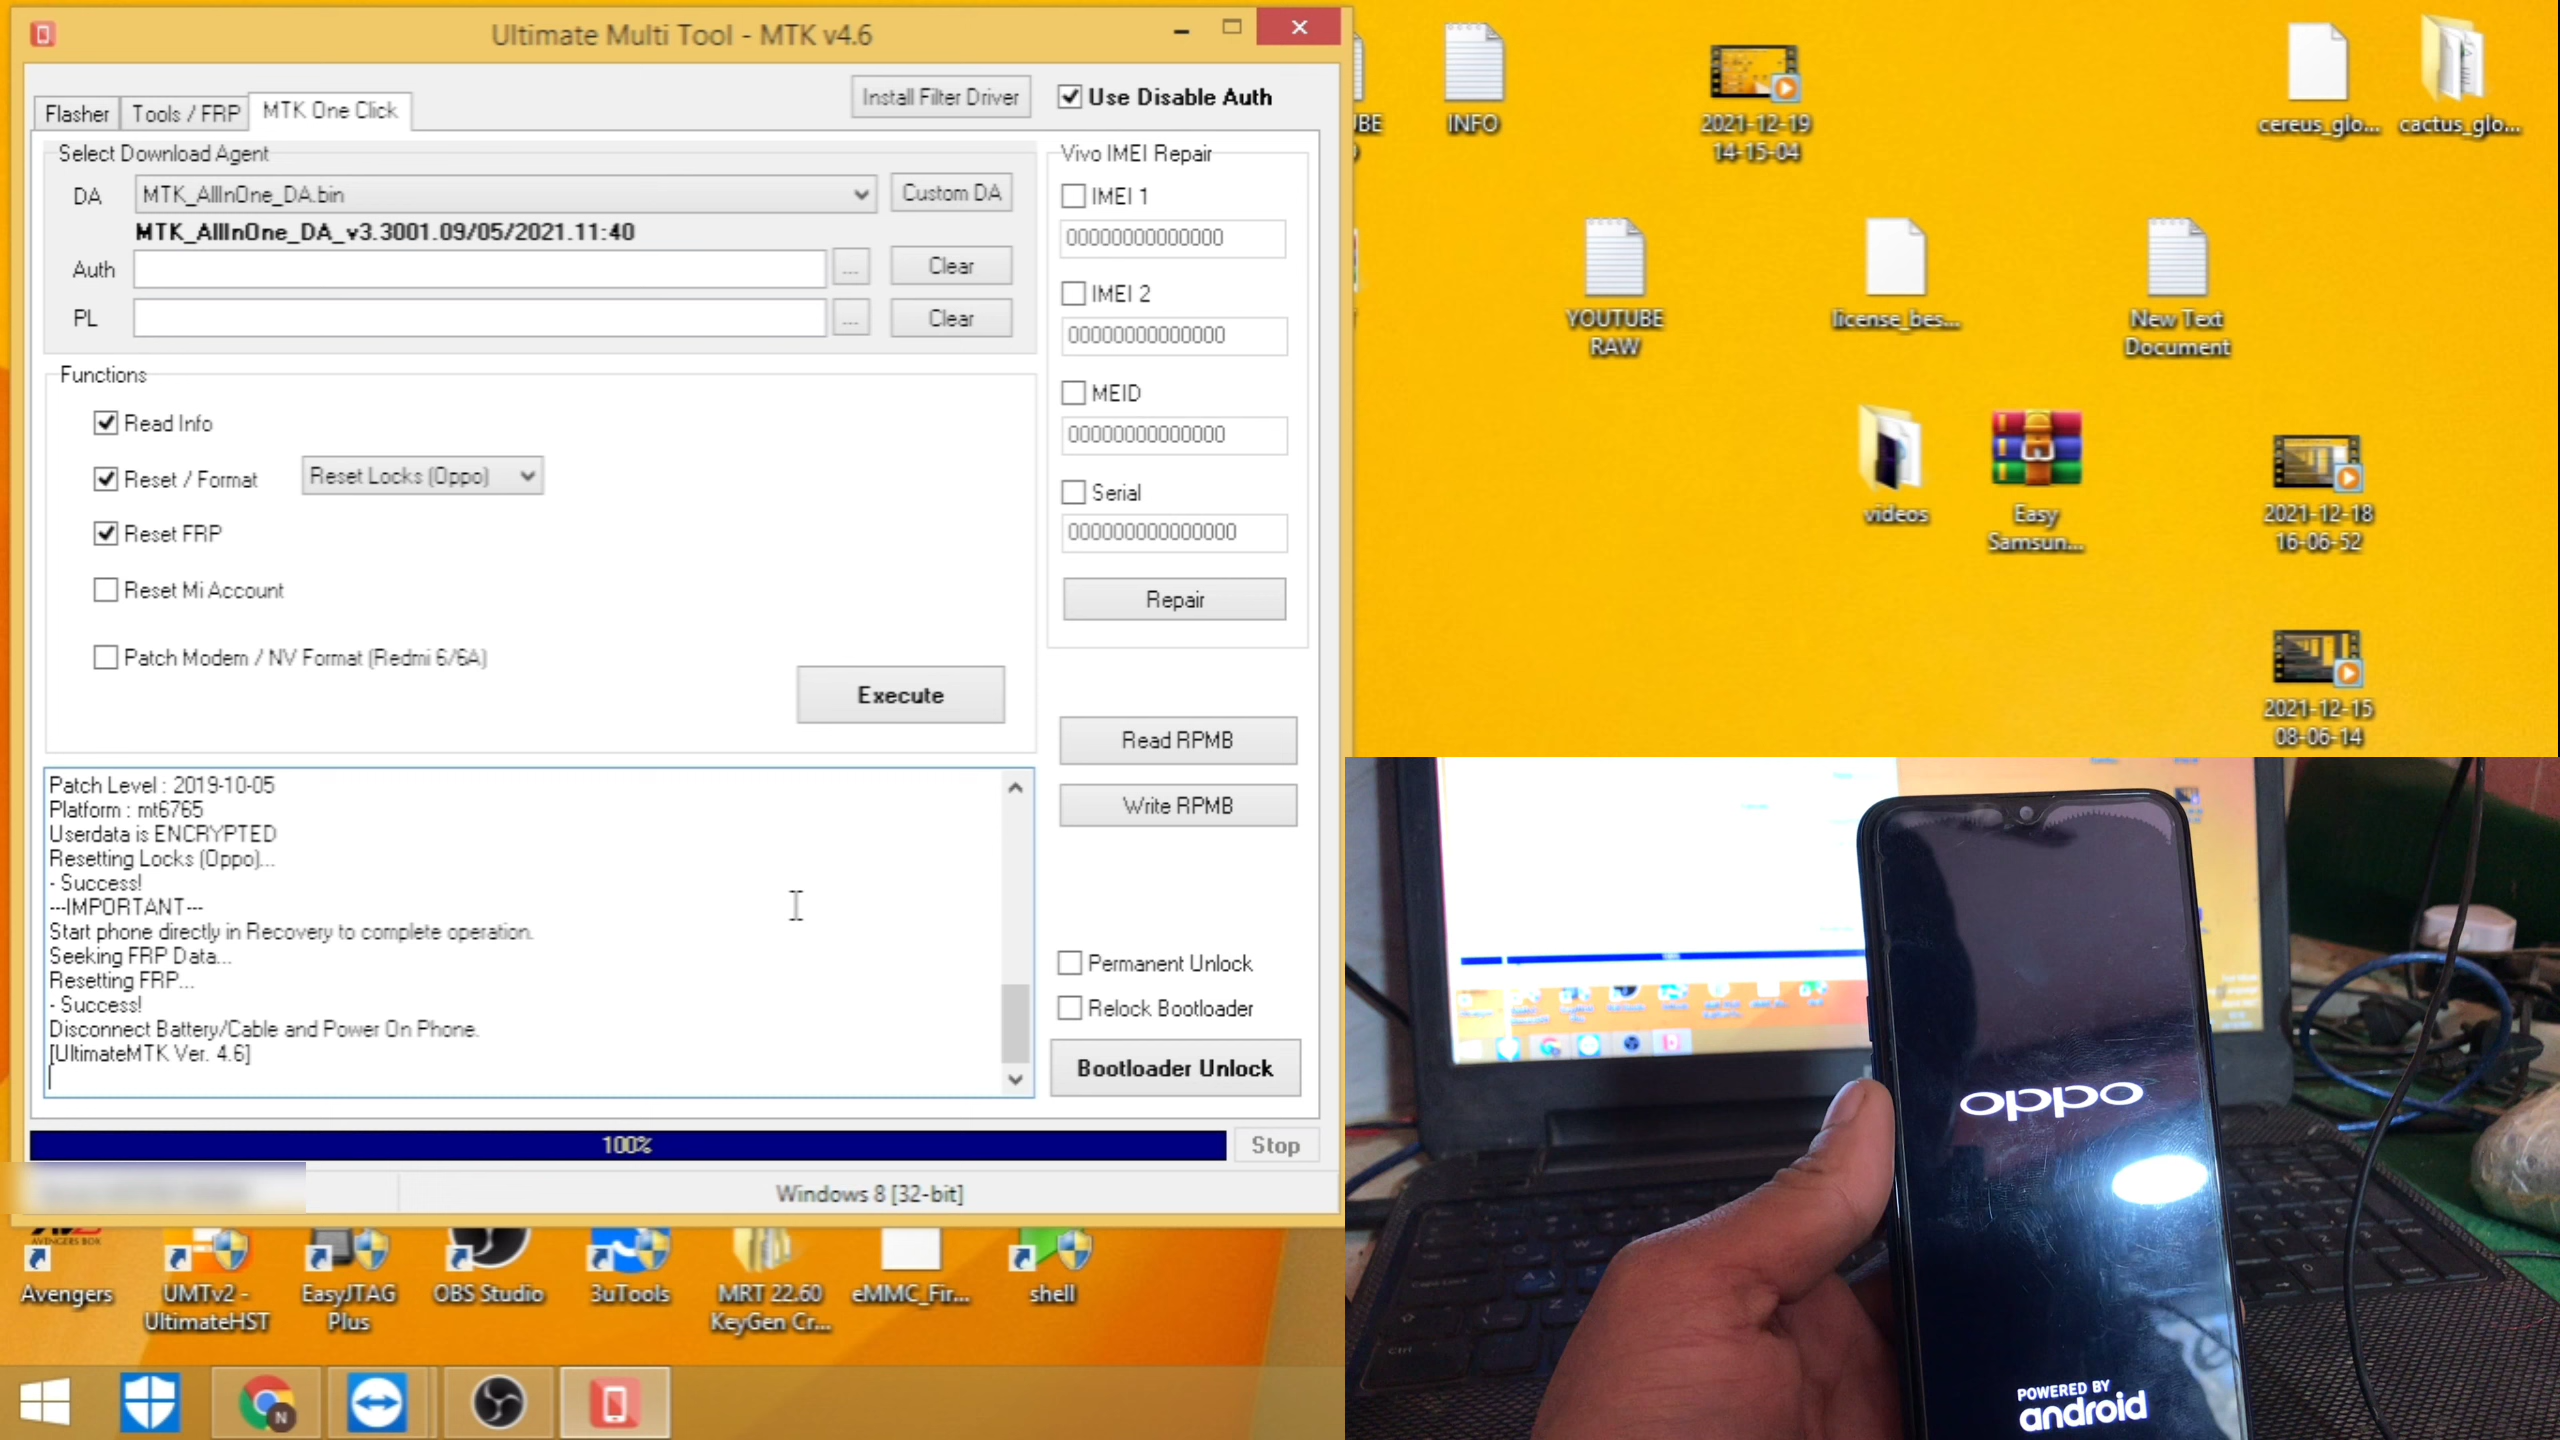 Ultimate Multi Tool - MTK v4.6
Flasher
Tools / FRP
MTK One Click
Install Filter Driver
Use Disable Auth
Select Download Agent
DA
MTK_AllInOne_DA.bin
Custom DA
MTK_AllInOne_DA_v3.3001.09/05/2021.11:40
Auth
...
Clear
PL
...
Clear
Functions
Read Info
Reset / Format
Reset Locks (Oppo)
Reset FRP
Reset Mi Account
Patch Modem / NV Format (Redmi 6/6A)
Execute
Vivo IMEI Repair
IMEI 1
00000000000000
IMEI 2
00000000000000
MEID
00000000000000
Serial
000000000000000
Repair
Read RPMB
Write RPMB
Permanent Unlock
Relock Bootloader
Bootloader Unlock
Patch Level : 2019-10-05
Platform : mt6765
Userdata is ENCRYPTED
Resetting Locks (Oppo)...
- Success!
---IMPORTANT---
Start phone directly in Recovery to complete operation.
Seeking FRP Data...
Resetting FRP...
- Success!
Disconnect Battery/Cable and Power On Phone.
[UltimateMTK Ver. 4.6]
100%
Stop
Windows 8 [32-bit]
INFO
2021-12-19
14-15-04
cereus_glo...
cactus_glo...
YOUTUBE
RAW
license_bes...
New Text
Document
videos
Easy
Samsun...
2021-12-18
16-06-52
2021-12-15
08-06-14
AVENGERS BOX
Avengers
UMTv2 -
UltimateHST
EasyJTAG
Plus
OBS Studio
3uTools
MRT 22.60
KeyGen Cr...
eMMC_Fir...
shell
N
oppo
POWERED BY
android